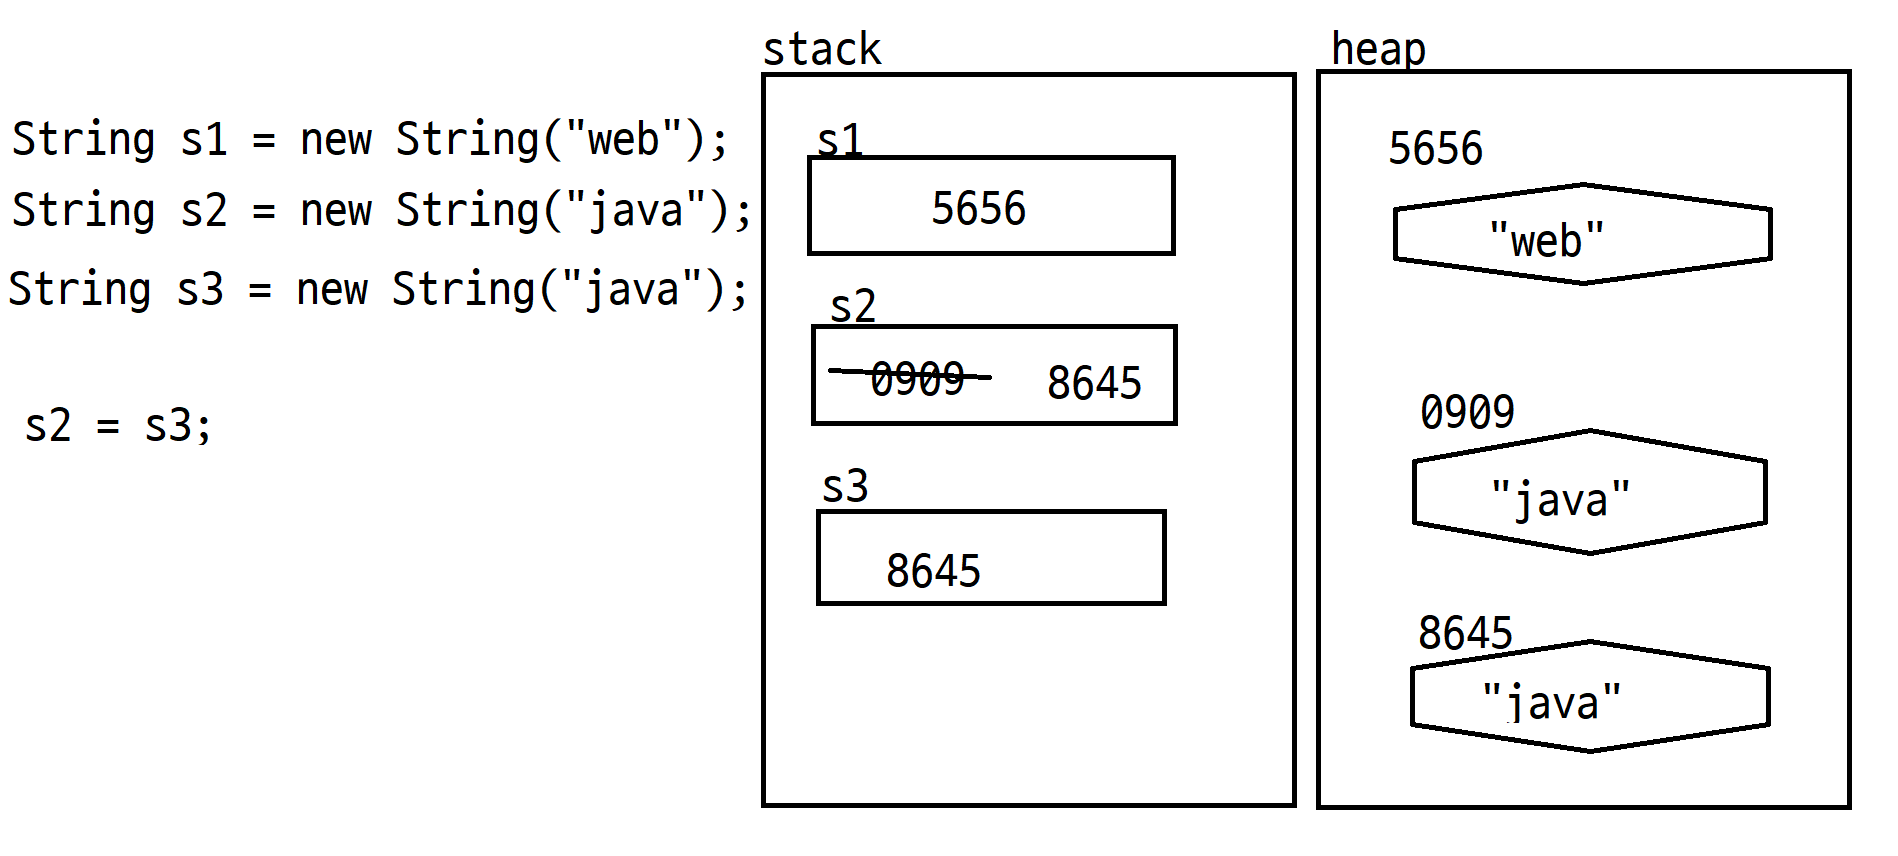 String s1 = new String("web");
String s2 = new String("java");
String s3 = new String("java");
s2 = s3;
stack
s1
5656
s2
0909 8645
s3
8645
heap
5656
"web"
0909
"java"
8645
"java"